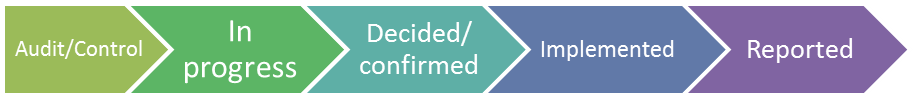 Audit/Control
In
progress
Decided/
confirmed
Implemented
Reported